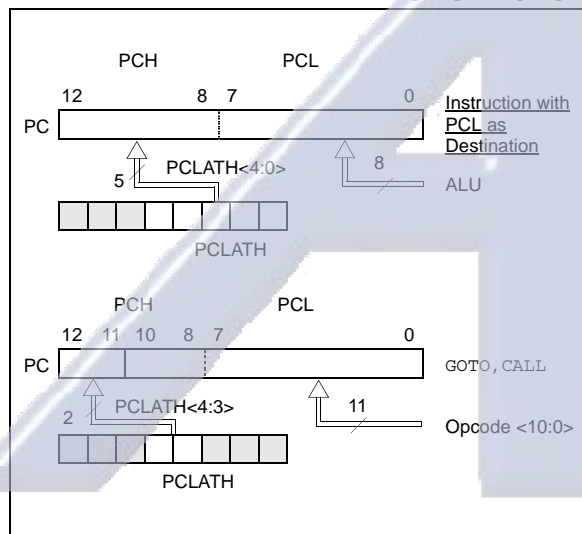 PCH PCL
12 8 7 0
PC
Instruction with
PCL as
Destination
PCLATH<4:0>
5
8
ALU
PCLATH
PCH PCL
12 11 10 8 7 0
PC
GOTO, CALL
PCLATH<4:3>
2
11
Opcode <10:0>
PCLATH